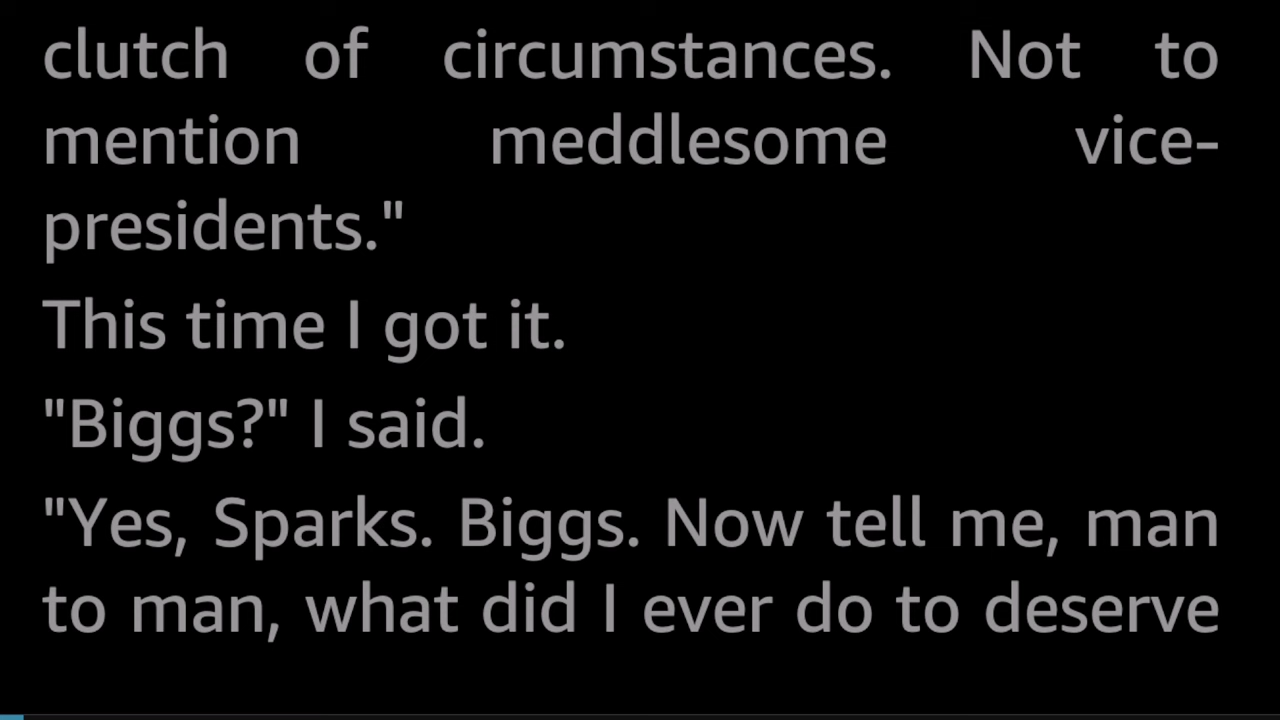 clutch of circumstances. Not to
mention meddlesome vice-
presidents."
This time I got it.
"Biggs?" I said.
"Yes, Sparks. Biggs. Now tell me, man
to man, what did I ever do to deserve